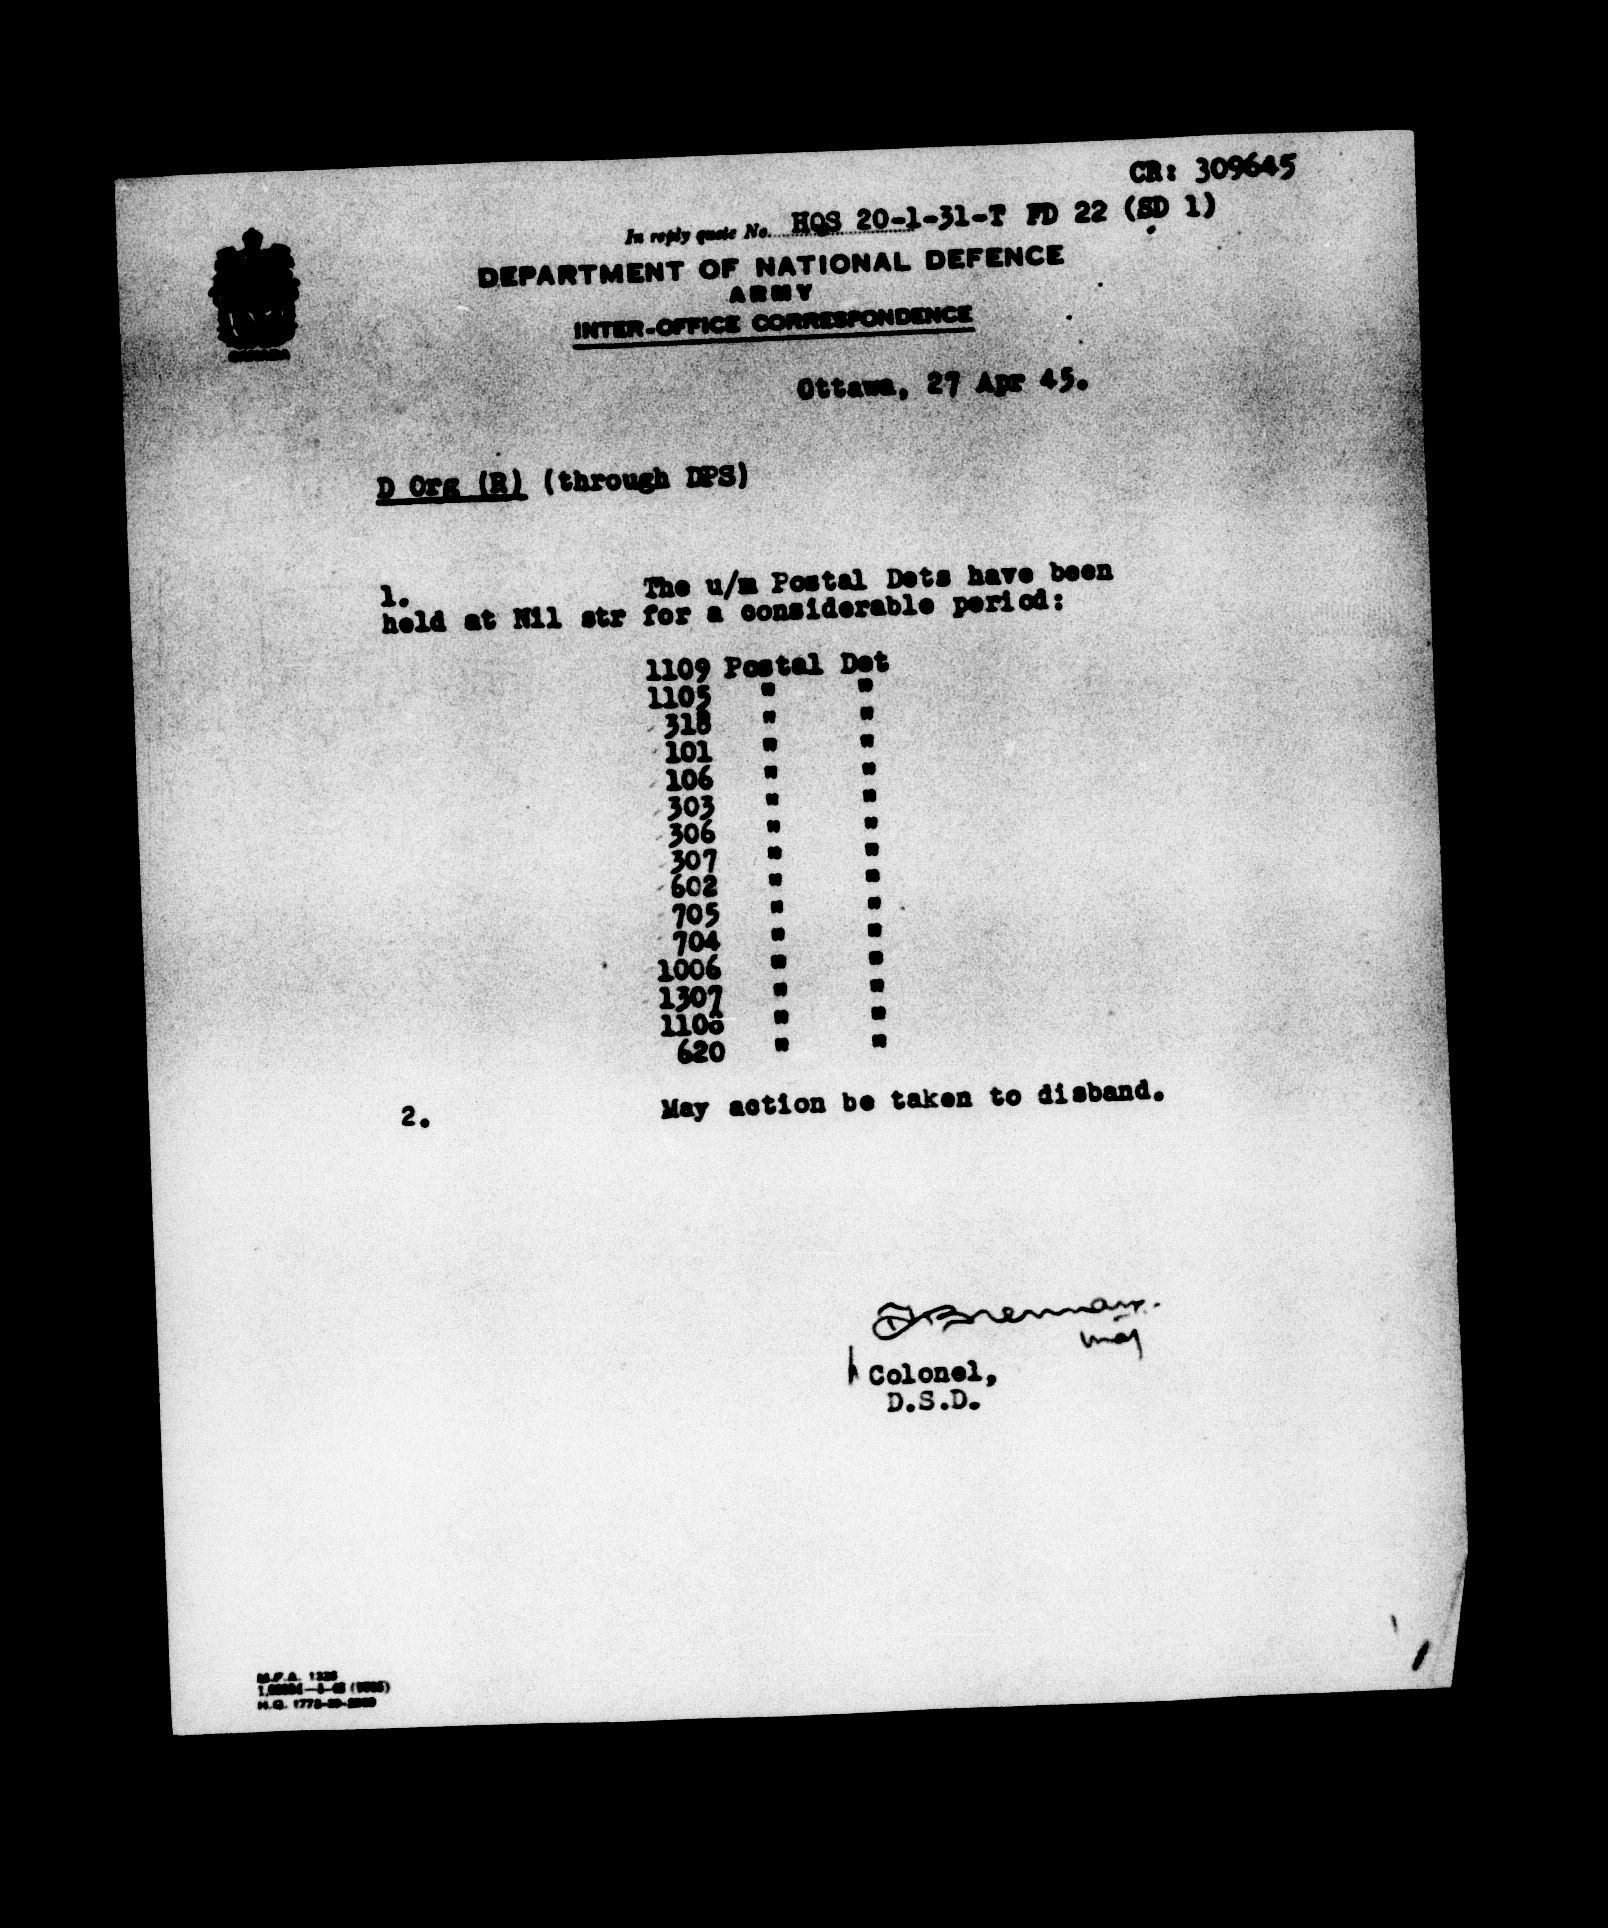 CR: 309645
In reply quote No. HQS 20-1-31-T FD 22 (SD 1)
DEPARTMENT OF NATIONAL DEFENCE
ARMY
INTER-OFFICE CORRESPONDENCE
CANADA
Ottawa, 27 Apr 45.
D Org (R) (through DPS)
1. The u/m Postal Dets have been
held at Nil str for a considerable period:
1109 Postal Det
1105 " "
318 " "
101 " "
106 " "
303 " "
306 " "
307 " "
602 " "
705 " "
704 " "
1006 " "
1307 " "
1108 " "
620 " "
2. May action be taken to disband.
Maj
Colonel,
D.S.D.
M.F.A.
H.Q.